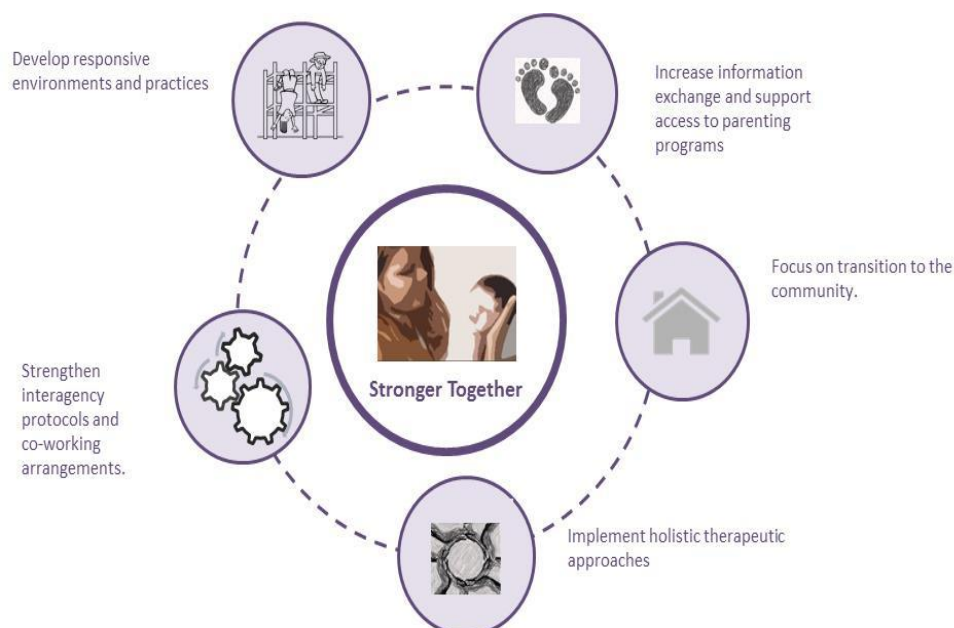 Develop responsive
environments and practices
Increase information
exchange and support
access to parenting
programs
Focus on transition to the
community.
Implement holistic therapeutic
approaches
Strengthen
interagency
protocols and
co-working
arrangements.
Stronger Together